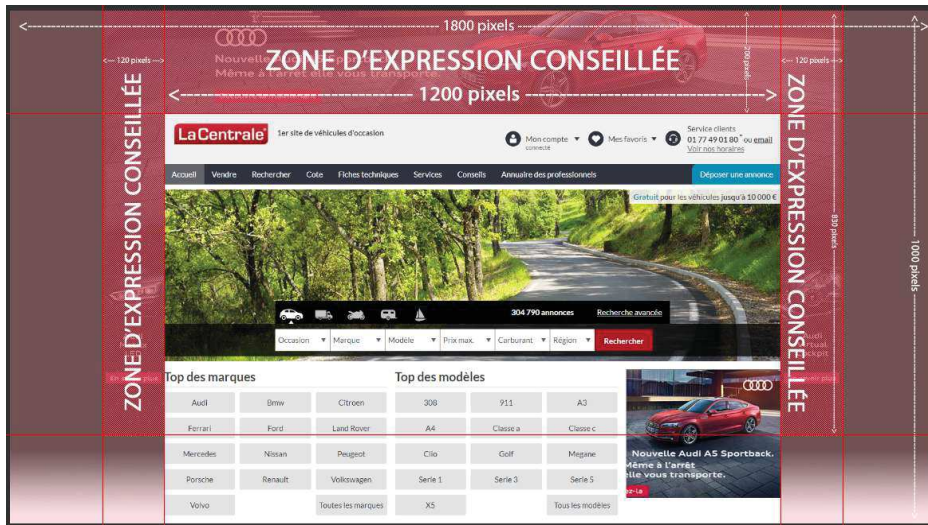 1800 pixels
Nouvelle Audi A5 Sportback.
Même à l'arrêt elle vous transporte.
ZONE D'EXPRESSION CONSEILLÉE
1200 pixels
200 pixels
120 pixels
120 pixels
ZONE D'EXPRESSION CONSEILLÉE
ZONE D'EXPRESSION CONSEILLÉE
830 pixels
1000 pixels
LaCentrale
1er site de véhicules d'occasion
Mon compte
connecté
Mes favoris
Service clients
01 77 49 01 80* ou email
Voir nos horaires
Accueil Vendre Rechercher Cote Fiches techniques Services Conseils Annuaire des professionnels Déposer une annonce
Gratuit pour les véhicules jusqu'à 10 000 €
304 790 annonces Recherche avancée
Occasion Marque Modèle Prix max. Carburant Région Rechercher
Top des marques Top des modèles
Audi Bmw Citroen 308 911 A3
Ferrari Ford Land Rover A4 Classe a Classe c
Mercedes Nissan Peugeot Clio Golf Megane
Porsche Renault Volkswagen Serie 1 Serie 3 Serie 5
Volvo Toutes les marques X5 Tous les modèles
Nouvelle Audi A5 Sportback.
Même à l'arrêt
elle vous transporte.